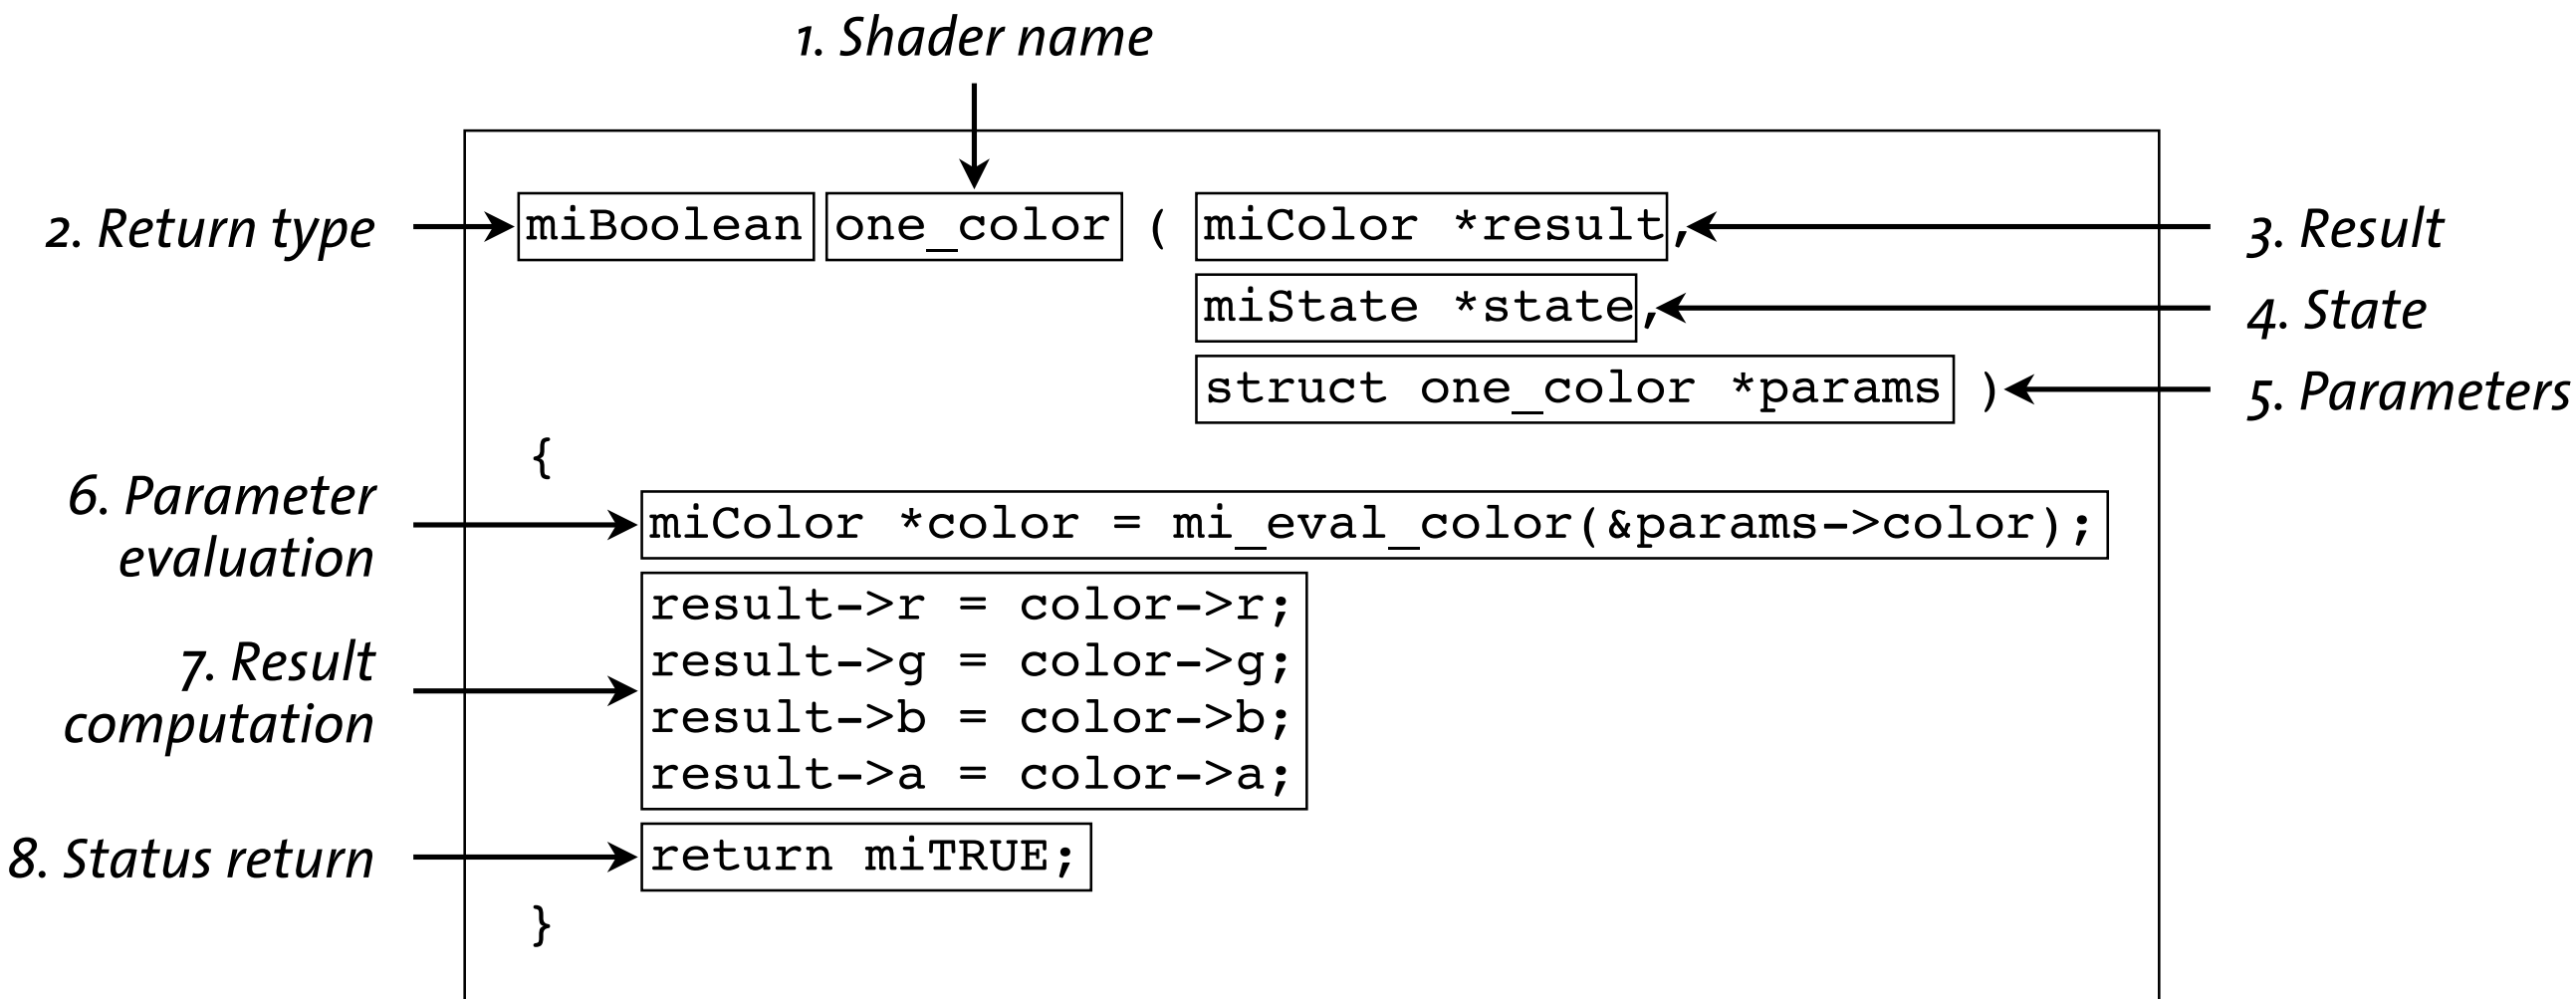 1. Shader name
2. Return type
miBoolean one_color ( miColor *result,
3. Result
miState *state,
4. State
struct one_color *params )
5. Parameters
{
6. Parameter
evaluation
miColor *color = mi_eval_color(&params->color);
result->r = color->r;
result->g = color->g;
result->b = color->b;
result->a = color->a;
7. Result
computation
8. Status return
return miTRUE;
}